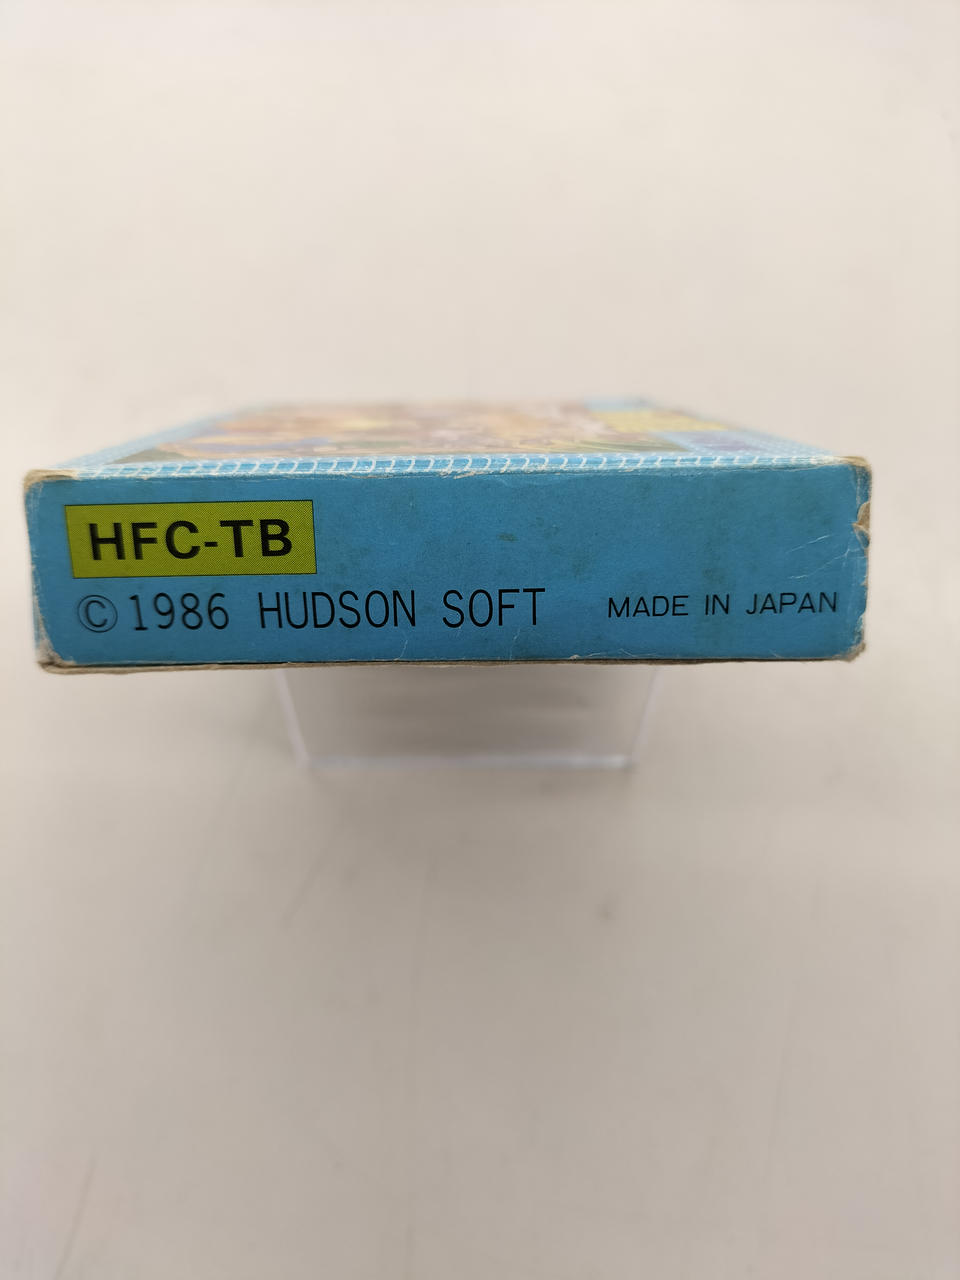 HFC-TB
©1986 HUDSON SOFT MADE IN JAPAN